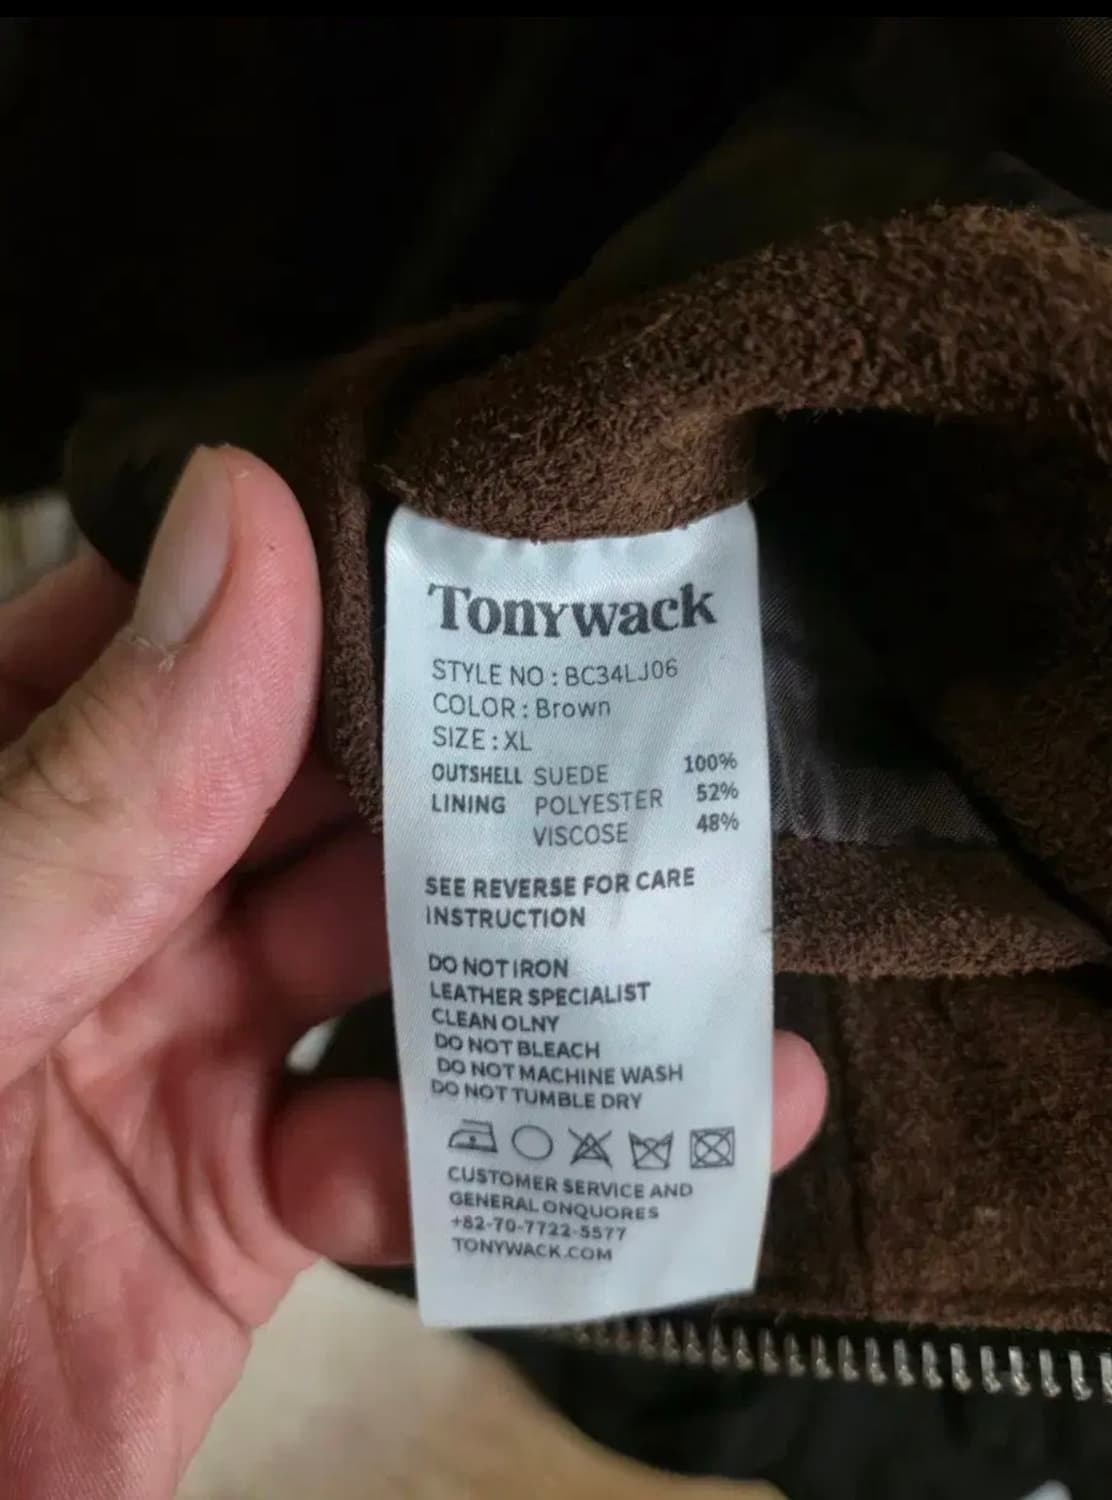 Tonywack
STYLE NO : BC34LJ06
COLOR : Brown
SIZE : XL
OUTSHELL SUEDE 100%
LINING POLYESTER 52%
VISCOSE 48%
SEE REVERSE FOR CARE
INSTRUCTION
DO NOT IRON
LEATHER SPECIALIST
CLEAN OLNY
DO NOT BLEACH
DO NOT MACHINE WASH
DO NOT TUMBLE DRY
CUSTOMER SERVICE AND
GENERAL ONQUORES
+82-70-7722-5577
TONYWACK.COM